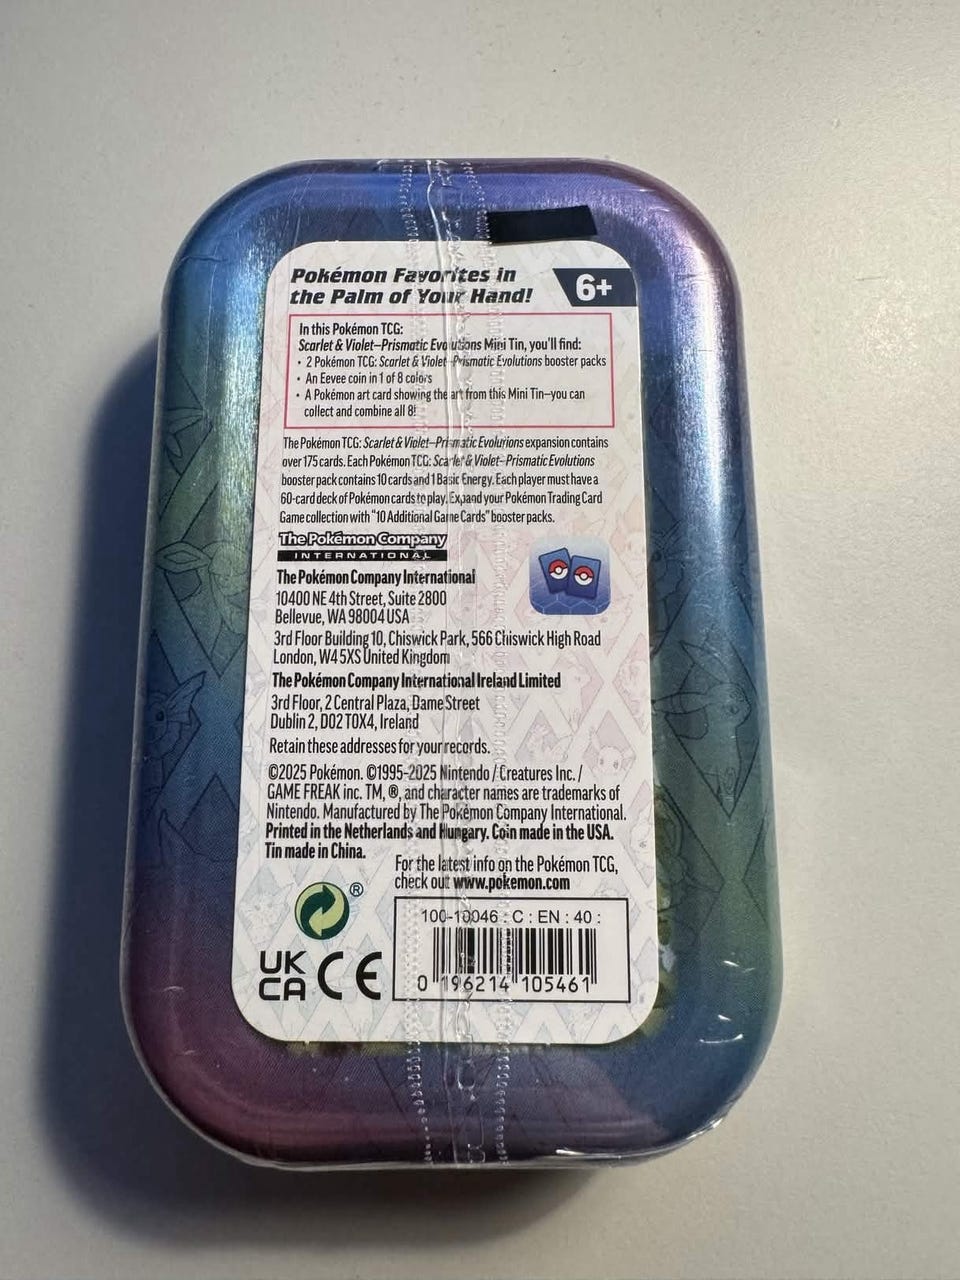 Pokémon Favorites in
the Palm of Your Hand!
6+
In this Pokémon TCG:
Scarlet & Violet—Prismatic Evolutions Mini Tin, you'll find:
• 2 Pokémon TCG: Scarlet & Violet—Prismatic Evolutions booster packs
• An Eevee coin in 1 of 8 colors
• A Pokémon art card showing the art from this Mini Tin—you can
collect and combine all 8!
The Pokémon TCG: Scarlet & Violet—Prismatic Evolutions expansion contains
over 175 cards. Each Pokémon TCG: Scarlet & Violet—Prismatic Evolutions
booster pack contains 10 cards and 1 Basic Energy. Each player must have a
60-card deck of Pokémon cards to play. Expand your Pokémon Trading Card
Game collection with "10 Additional Game Cards" booster packs.
The Pokémon Company
INTERNATIONAL
The Pokémon Company International
10400 NE 4th Street, Suite 2800
Bellevue, WA 98004 USA
3rd Floor Building 10, Chiswick Park, 566 Chiswick High Road
London, W4 5XS United Kingdom
The Pokémon Company International Ireland Limited
3rd Floor, 2 Central Plaza, Dame Street
Dublin 2, D02 T0X4, Ireland
Retain these addresses for your records.
©2025 Pokémon. ©1995-2025 Nintendo / Creatures Inc. /
GAME FREAK inc. TM, ®, and character names are trademarks of
Nintendo. Manufactured by The Pokémon Company International.
Printed in the Netherlands and Hungary. Coin made in the USA.
Tin made in China.
For the latest info on the Pokémon TCG,
check out www.pokemon.com
®
100-10046 : C : EN : 40 :
0 196214 105461
UK
CA
CE